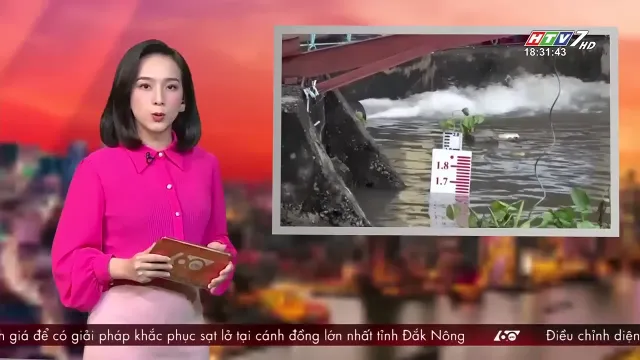 HTV7 HD
18:31:43
1.8
1.7
h giá để có giải pháp khắc phục sạt lở tại cánh đồng lớn nhất tỉnh Đắk Nông
60
Điều chỉnh diện